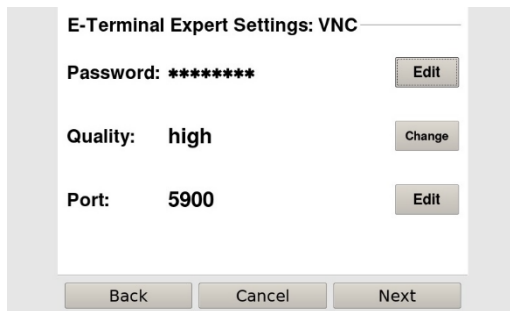 E-Terminal Expert Settings: VNC
Password: ******** Edit
Quality: high Change
Port: 5900 Edit
Back Cancel Next